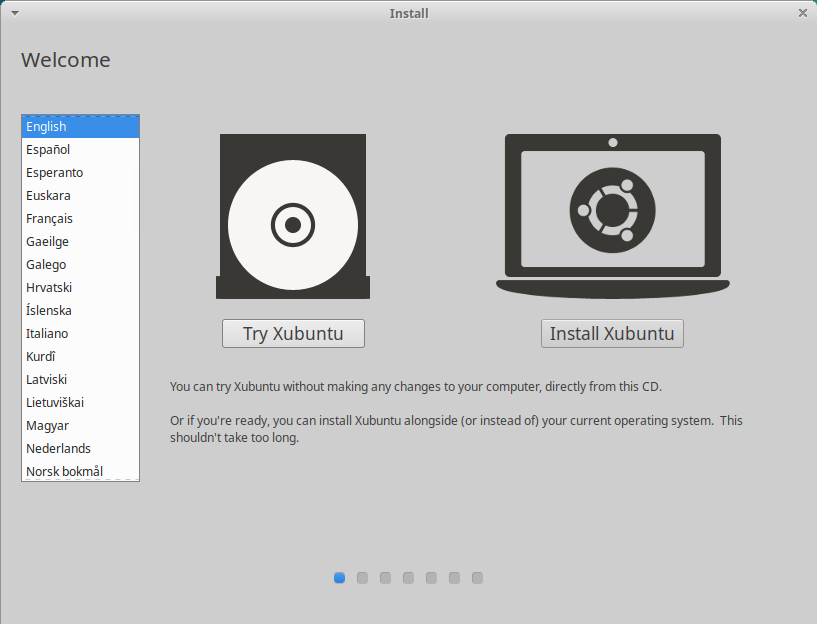 Install
Welcome
English
Español
Esperanto
Euskara
Français
Gaeilge
Galego
Hrvatski
Íslenska
Italiano
Kurdî
Latviski
Lietuviškai
Magyar
Nederlands
Norsk bokmål
Try Xubuntu
Install Xubuntu
You can try Xubuntu without making any changes to your computer, directly from this CD.
Or if you're ready, you can install Xubuntu alongside (or instead of) your current operating system.  This
shouldn't take too long.